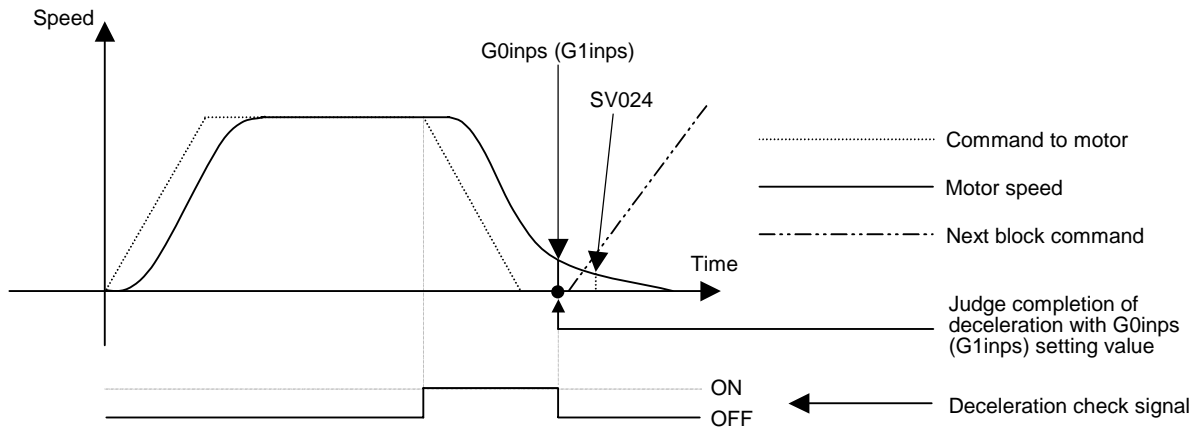 Speed
G0inps (G1inps)
SV024
Command to motor
Motor speed
Next block command
Time
Judge completion of
deceleration with G0inps
(G1inps) setting value
ON
OFF
Deceleration check signal